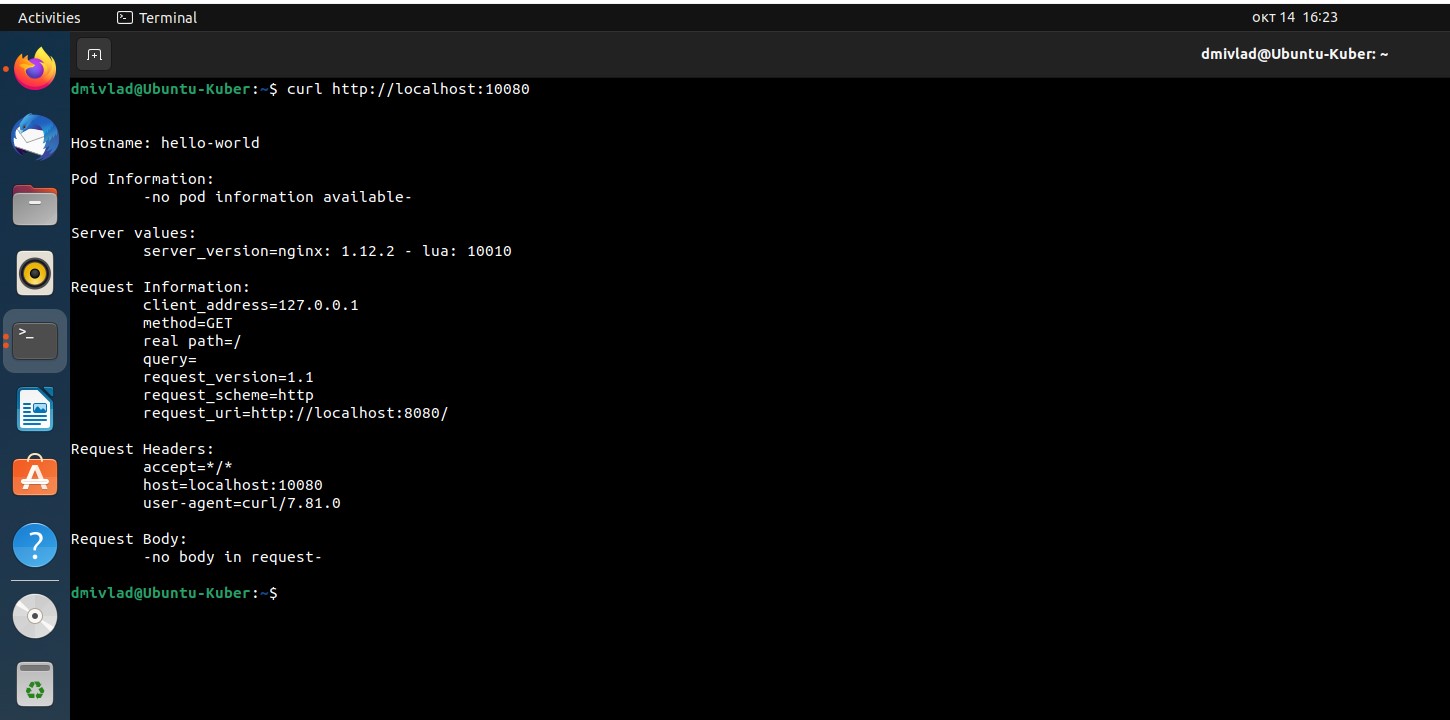 Activities
Terminal
окт 14 16:23
dmivlad@Ubuntu-Kuber: ~
dmivlad@Ubuntu-Kuber:~$ curl http://localhost:10080
Hostname: hello-world
Pod Information:
-no pod information available-
Server values:
server_version=nginx: 1.12.2 - lua: 10010
Request Information:
client_address=127.0.0.1
method=GET
real path=/
query=
request_version=1.1
request_scheme=http
request_uri=http://localhost:8080/
Request Headers:
accept=*/*
host=localhost:10080
user-agent=curl/7.81.0
Request Body:
-no body in request-
dmivlad@Ubuntu-Kuber:~$